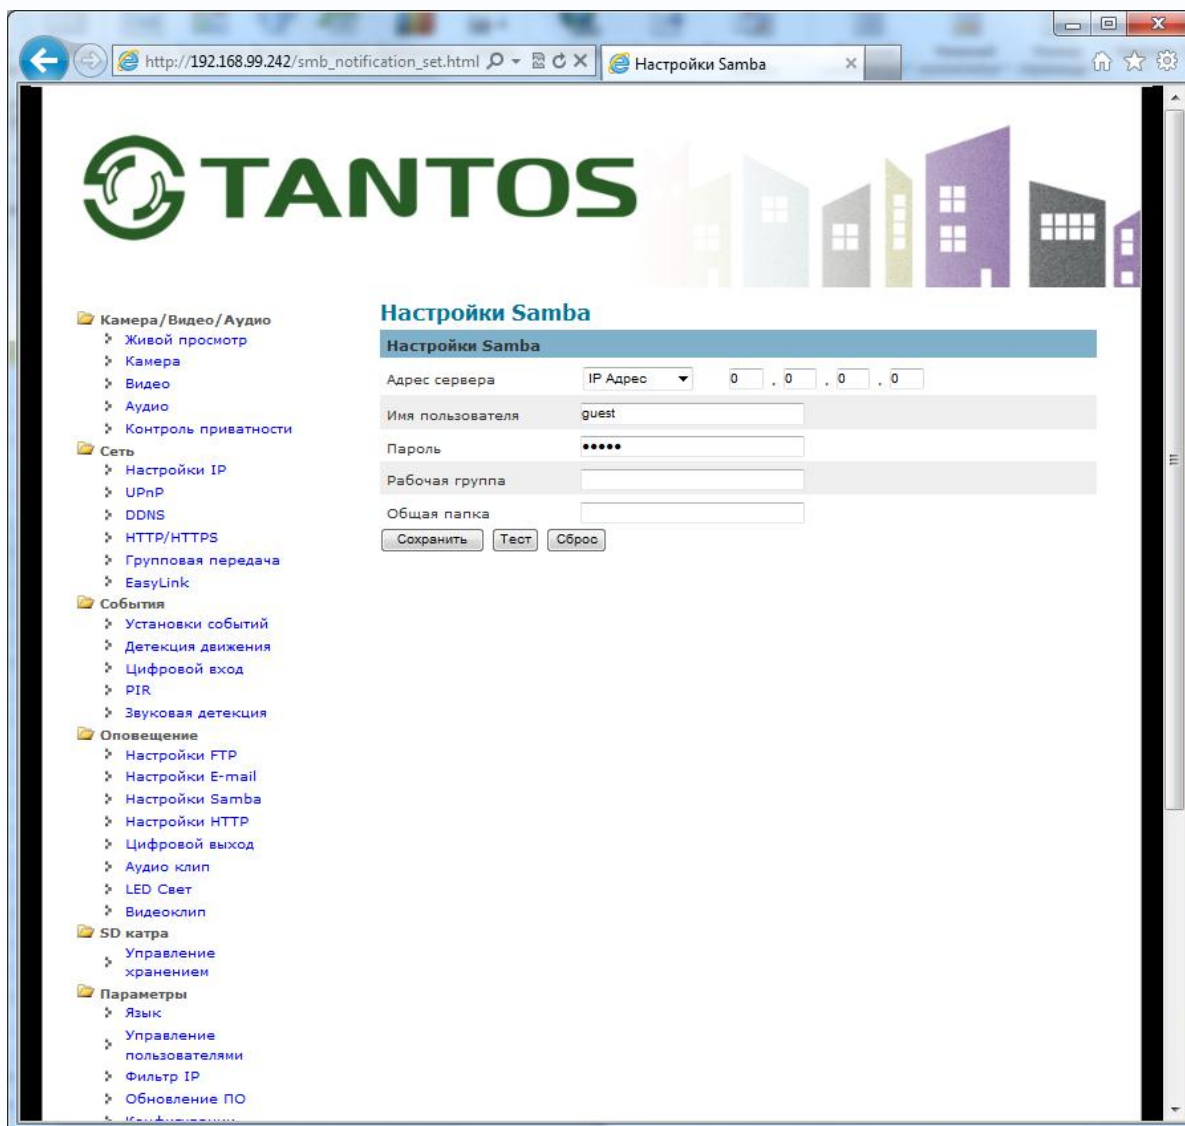 http://192.168.99.242/smb_notification_set.html
Настройки Samba
TANTOS
Камера/Видео/Аудио
Живой просмотр
Камера
Видео
Аудио
Контроль приватности
Сеть
Настройки IP
UPnP
DDNS
HTTP/HTTPS
Групповая передача
EasyLink
События
Установки событий
Детекция движения
Цифровой вход
PIR
Звуковая детекция
Оповещение
Настройки FTP
Настройки E-mail
Настройки Samba
Настройки HTTP
Цифровой выход
Аудио клип
LED Свет
Видеоклип
SD катра
Управление
хранением
Параметры
Язык
Управление
пользователями
Фильтр IP
Обновление ПО
Настройки Samba
Настройки Samba
Адрес сервера IP Адрес 0 . 0 . 0 . 0
Имя пользователя guest
Пароль •••••
Рабочая группа
Общая папка
Сохранить Тест Сброс